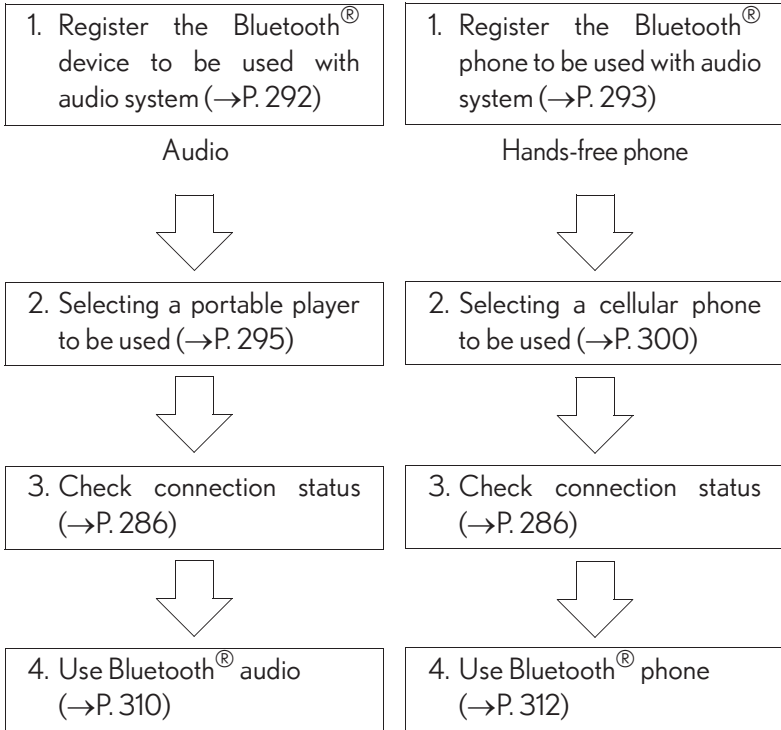 1. Register the Bluetooth®
device to be used with
audio system (→P. 292)
Audio
2. Selecting a portable player
to be used (→P. 295)
3. Check connection status
(→P. 286)
4. Use Bluetooth® audio
(→P. 310)
1. Register the Bluetooth®
phone to be used with audio
system (→P. 293)
Hands-free phone
2. Selecting a cellular phone
to be used (→P. 300)
3. Check connection status
(→P. 286)
4. Use Bluetooth® phone
(→P. 312)